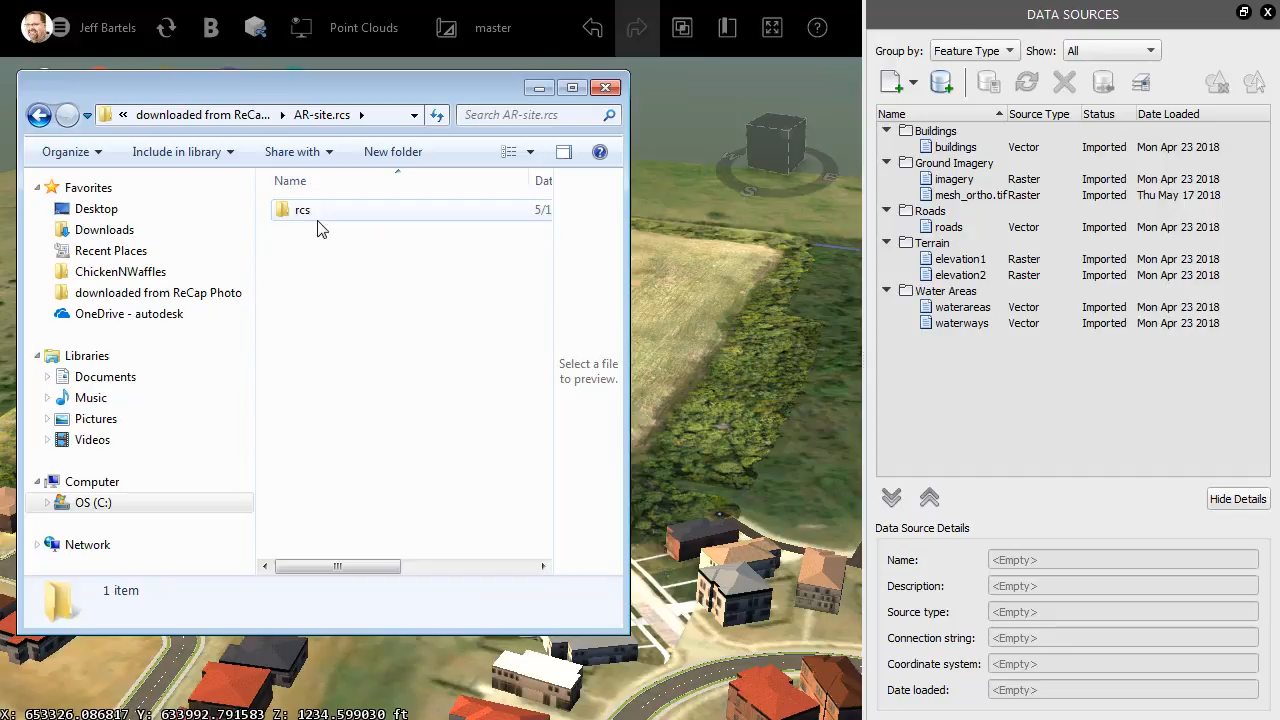 Jeff Bartels
B
Point Clouds
master
?
downloaded from ReCa... AR-site.rcs
Search AR-site.rcs
Organize
Include in library
Share with
New folder
?
Favorites
Desktop
Downloads
Recent Places
ChickenNWaffles
downloaded from ReCap Photo
OneDrive - autodesk
Libraries
Documents
Music
Pictures
Videos
Computer
OS (C:)
Network
Name
Dat
rcs
5/1
Select a file
to preview.
1 item
S
E
X: 653326.086817 Y: 633992.791583 Z: 1234.599030 ft
DATA SOURCES
Group by: Feature Type Show: All
Name Source Type Status Date Loaded
Buildings
buildings Vector Imported Mon Apr 23 2018
Ground Imagery
imagery Raster Imported Mon Apr 23 2018
mesh_ortho.tif Raster Imported Thu May 17 2018
Roads
roads Vector Imported Mon Apr 23 2018
Terrain
elevation1 Raster Imported Mon Apr 23 2018
elevation2 Raster Imported Mon Apr 23 2018
Water Areas
waterareas Vector Imported Mon Apr 23 2018
waterways Vector Imported Mon Apr 23 2018
Hide Details
Data Source Details
Name: <Empty>
Description: <Empty>
Source type: <Empty>
Connection string: <Empty>
Coordinate system: <Empty>
Date loaded: <Empty>